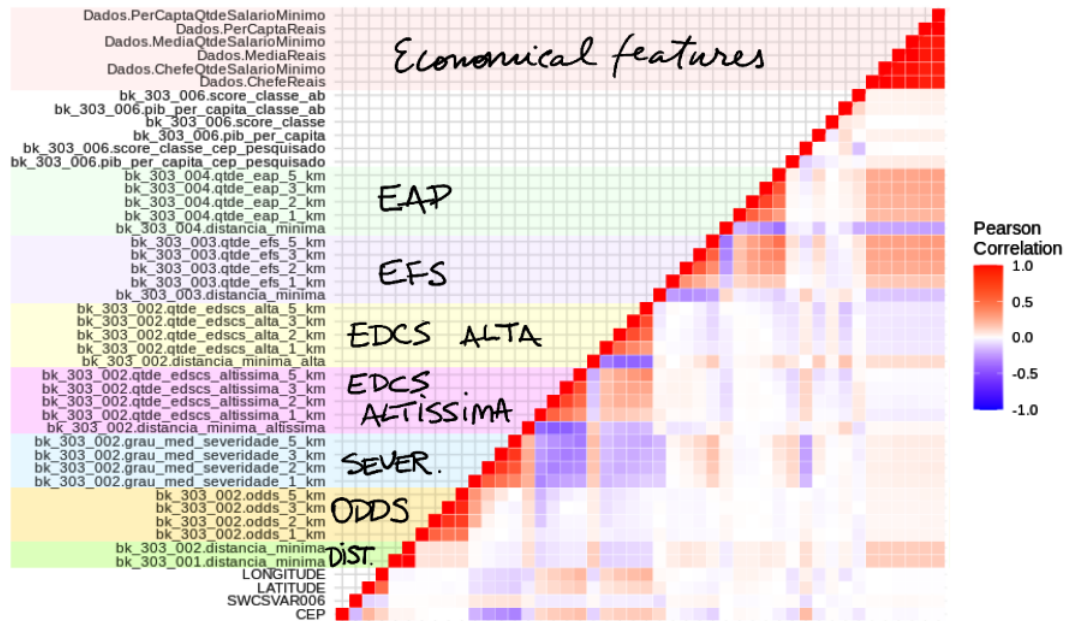 Dados.PerCaptaQtdeSalarioMinimo
Dados.PerCaptaReais
Dados.MediaQtdeSalarioMinimo
Dados.MediaReais
Dados.ChefeQtdeSalarioMinimo
Dados.ChefeReais
Economical features
bk_303_006.score_classe_ab
bk_303_006.pib_per_capita_classe_ab
bk_303_006.score_classe
bk_303_006.pib_per_capita
bk_303_006.score_classe_cep_pesquisado
bk_303_006.pib_per_capita_cep_pesquisado
bk_303_004.qtde_eap_5_km
bk_303_004.qtde_eap_3_km
bk_303_004.qtde_eap_2_km
bk_303_004.qtde_eap_1_km
bk_303_004.distancia_minima
EAP
bk_303_003.qtde_efs_5_km
bk_303_003.qtde_efs_3_km
bk_303_003.qtde_efs_2_km
bk_303_003.qtde_efs_1_km
bk_303_003.distancia_minima
EFS
bk_303_002.qtde_edscs_alta_5_km
bk_303_002.qtde_edscs_alta_3_km
bk_303_002.qtde_edscs_alta_2_km
bk_303_002.qtde_edscs_alta_1_km
bk_303_002.distancia_minima_alta
EDCS ALTA
bk_303_002.qtde_edscs_altissima_5_km
bk_303_002.qtde_edscs_altissima_3_km
bk_303_002.qtde_edscs_altissima_2_km
bk_303_002.qtde_edscs_altissima_1_km
bk_303_002.distancia_minima_altissima
EDCS
ALTISSIMA
bk_303_002.grau_med_severidade_5_km
bk_303_002.grau_med_severidade_3_km
bk_303_002.grau_med_severidade_2_km
bk_303_002.grau_med_severidade_1_km
SEVER.
bk_303_002.odds_5_km
bk_303_002.odds_3_km
bk_303_002.odds_2_km
bk_303_002.odds_1_km
ODDS
bk_303_002.distancia_minima
bk_303_001.distancia_minima
DIST.
LONGITUDE
LATITUDE
SWCSVAR006
CEP
Pearson
Correlation
1.0
0.5
0.0
-0.5
-1.0